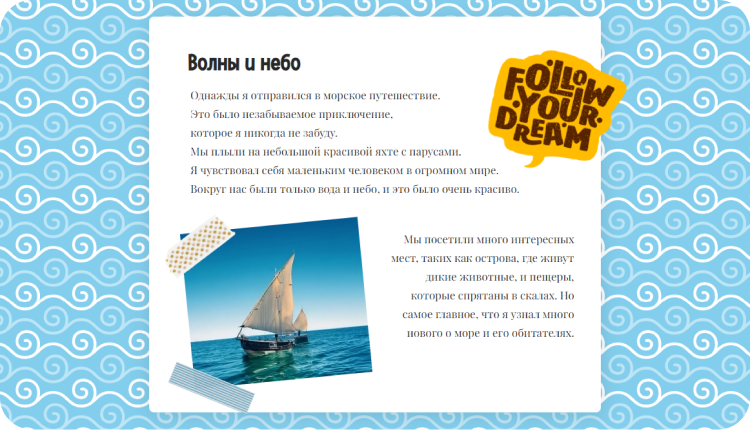 Волны и небо
FOLLOW
YOUR
DREAM
Однажды я отправился в морское путешествие.
Это было незабываемое приключение,
которое я никогда не забуду.
Мы плыли на небольшой красивой яхте с парусами.
Я чувствовал себя маленьким человеком в огромном мире.
Вокруг нас были только вода и небо, и это было очень красиво.
Мы посетили много интересных
мест, таких как острова, где живут
дикие животные, и пещеры,
которые спрятаны в скалах. Но
самое главное, что я узнал много
нового о море и его обитателях.